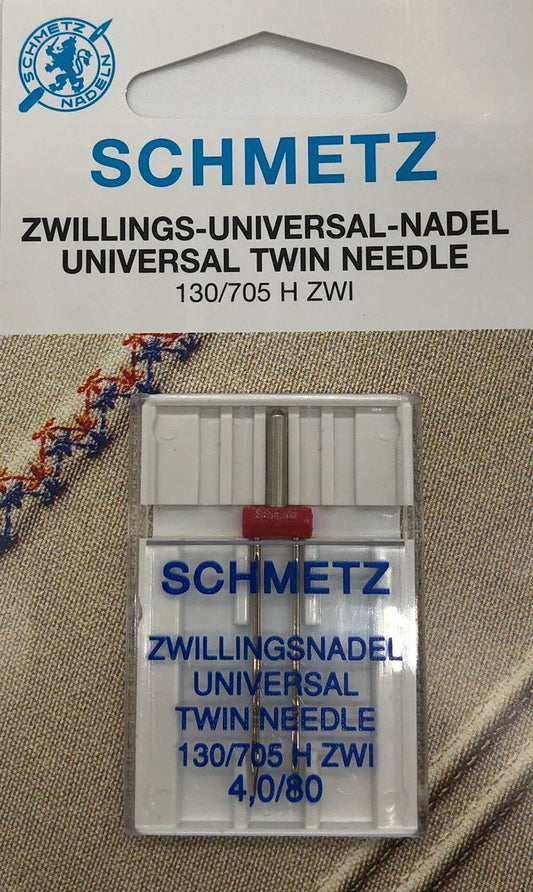 SCHMETZ
NADELN
SCHMETZ
ZWILLINGS-UNIVERSAL-NADEL
UNIVERSAL TWIN NEEDLE
130/705 H ZWI
Schmetz
SCHMETZ
ZWILLINGSNADEL
UNIVERSAL
TWIN NEEDLE
130/705 H ZWI
4,0/80